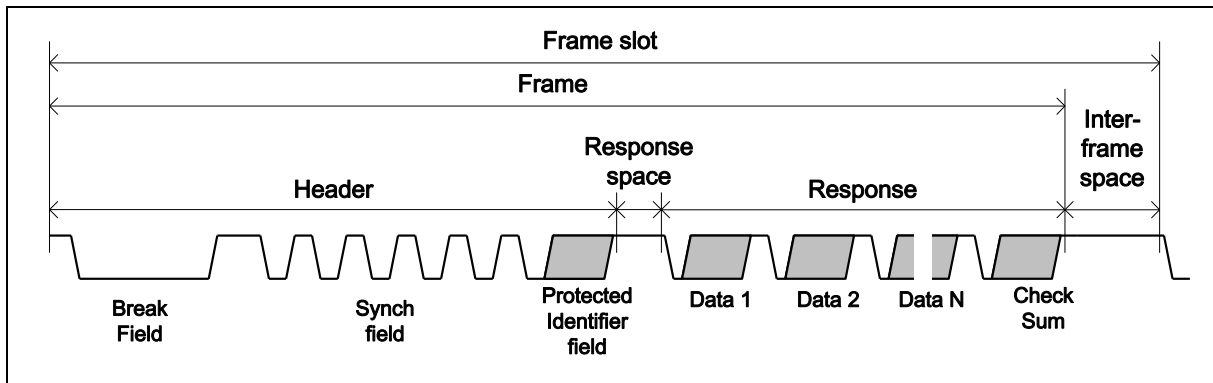 Frame slot
Frame
Inter-
frame
space
Response
space
Header
Response
Break
Field
Synch
field
Protected
Identifier
field
Data 1
Data 2
Data N
Check
Sum